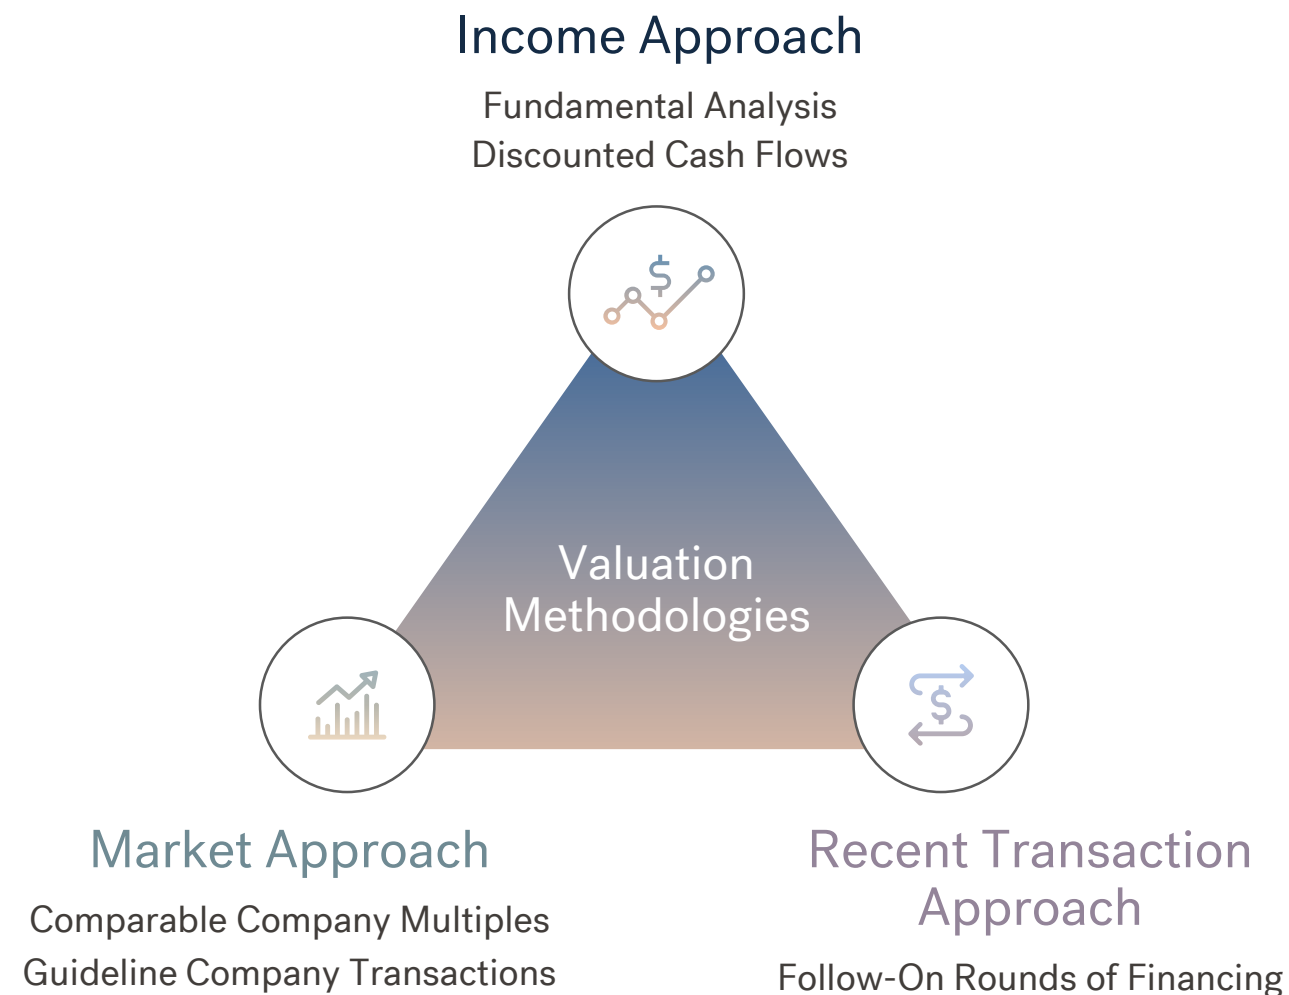 Income Approach
Fundamental Analysis
Discounted Cash Flows
$
Valuation
Methodologies
$
Market Approach
Comparable Company Multiples
Guideline Company Transactions
Recent Transaction
Approach
Follow-On Rounds of Financing